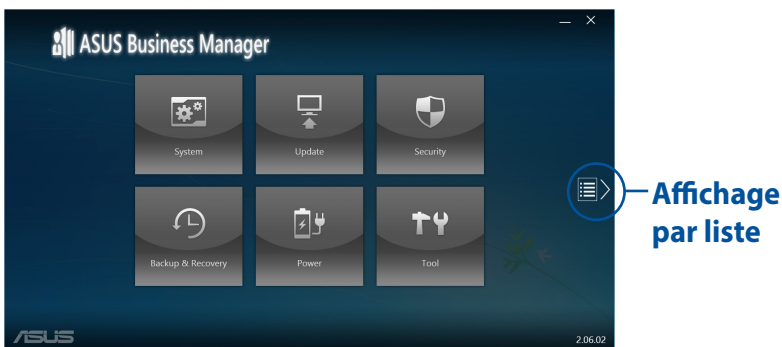 ASUS Business Manager
System
Update
Security
Affichage
par liste
Backup & Recovery
Power
Tool
ASUS
2.06.02